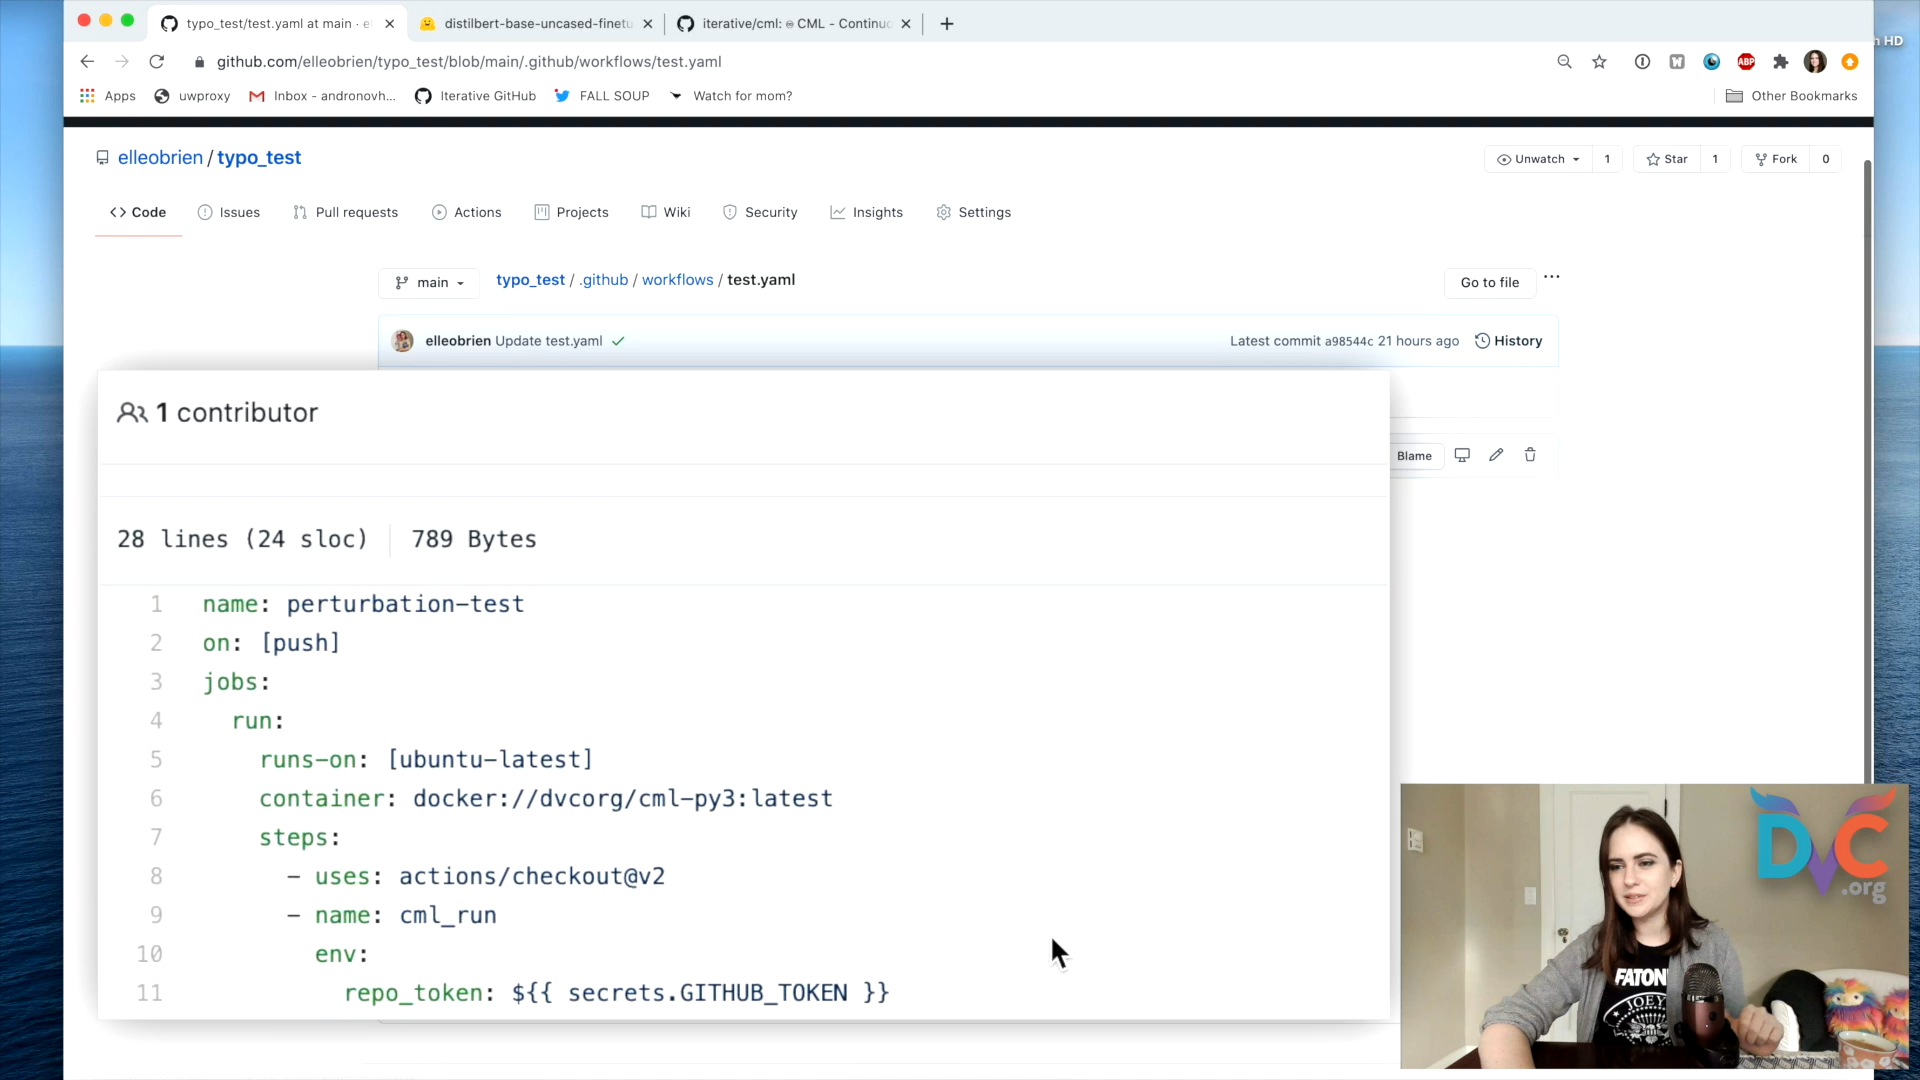 typo_test/test.yaml at main · e
distilbert-base-uncased-finetu
iterative/cml: ♾️ CML - Continuo
HD
github.com/elleobrien/typo_test/blob/main/.github/workflows/test.yaml
ABP
Apps
uwproxy
Inbox - andronovh...
Iterative GitHub
FALL SOUP
Watch for mom?
Other Bookmarks
elleobrien / typo_test
Unwatch 1
Star 1
Fork 0
<> Code
Issues
Pull requests
Actions
Projects
Wiki
Security
Insights
Settings
main
typo_test / .github / workflows / test.yaml
Go to file
...
elleobrien Update test.yaml
Latest commit a98544c 21 hours ago
History
1 contributor
Blame
28 lines (24 sloc)
789 Bytes
1 name: perturbation-test
2 on: [push]
3 jobs:
4 run:
5 runs-on: [ubuntu-latest]
6 container: docker://dvcorg/cml-py3:latest
7 steps:
8 - uses: actions/checkout@v2
9 - name: cml_run
10 env:
11 repo_token: ${{ secrets.GITHUB_TOKEN }}
DVC
.org
FATON
JOEY